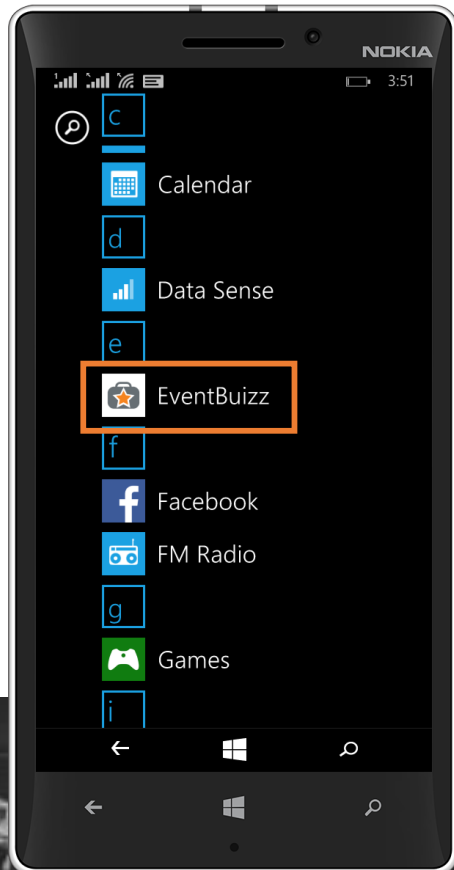 NOKIA
3:51
c
Calendar
d
Data Sense
e
EventBuizz
f
Facebook
FM Radio
g
Games
i